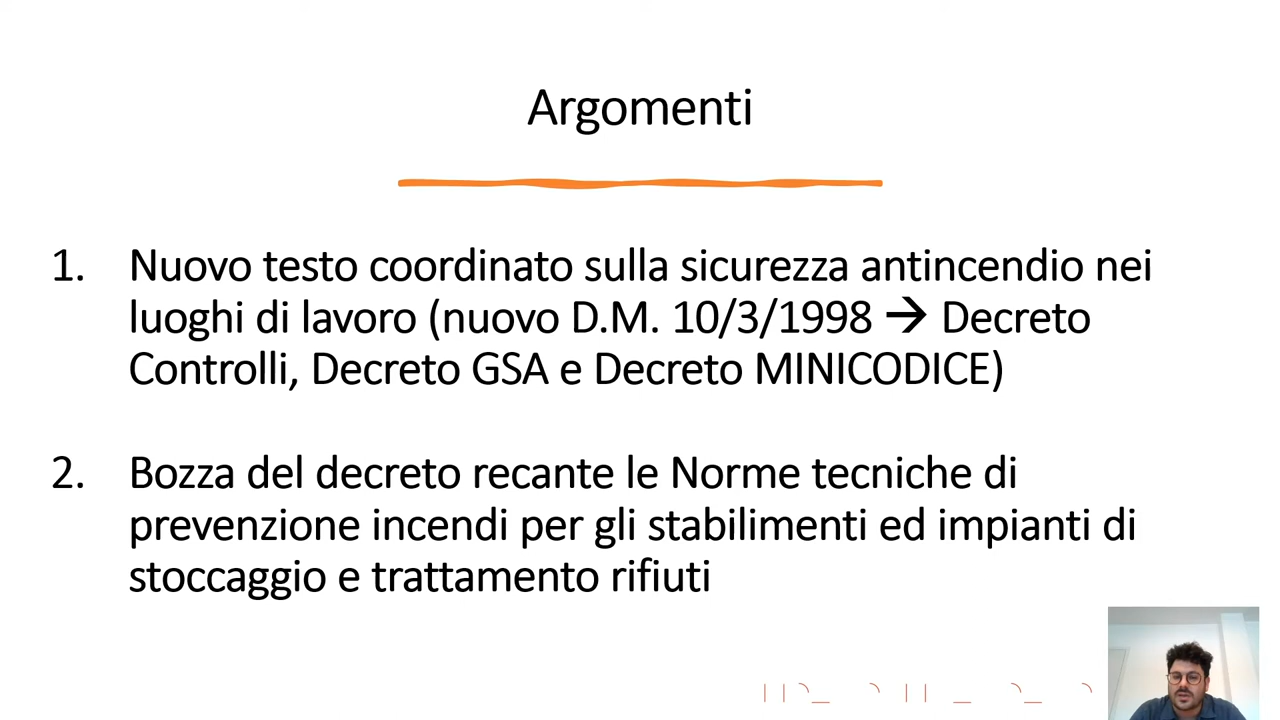 Argomenti
1. Nuovo testo coordinato sulla sicurezza antincendio nei
luoghi di lavoro (nuovo D.M. 10/3/1998 → Decreto
Controlli, Decreto GSA e Decreto MINICODICE)
2. Bozza del decreto recante le Norme tecniche di
prevenzione incendi per gli stabilimenti ed impianti di
stoccaggio e trattamento rifiuti